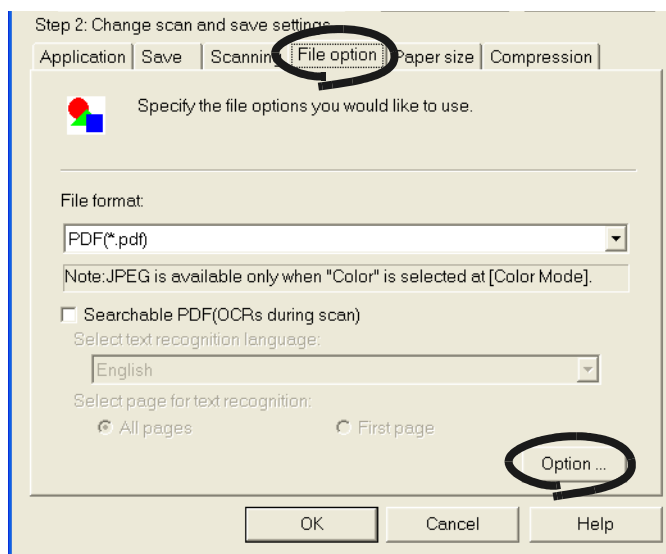 Step 2: Change scan and save settings
Application Save Scanning File option Paper size Compression
Specify the file options you would like to use.
File format:
PDF(*.pdf)
Note:JPEG is available only when "Color" is selected at [Color Mode].
Searchable PDF(OCRs during scan)
Select text recognition language:
English
Select page for text recognition:
All pages First page
Option ...
OK Cancel Help